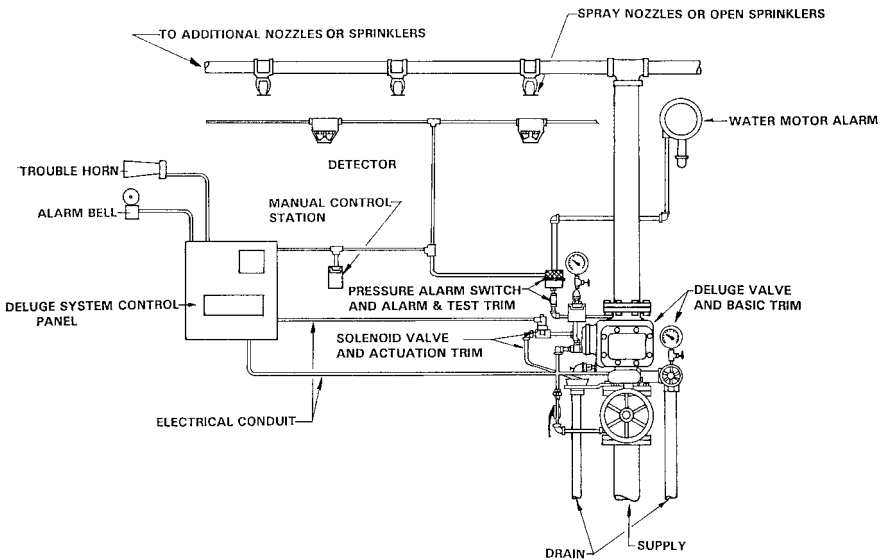 SPRAY NOZZLES OR OPEN SPRINKLERS
TO ADDITIONAL NOZZLES OR SPRINKLERS
WATER MOTOR ALARM
DETECTOR
TROUBLE HORN
ALARM BELL
MANUAL CONTROL
STATION
PRESSURE ALARM SWITCH
AND ALARM & TEST TRIM
DELUGE VALVE
AND BASIC TRIM
DELUGE SYSTEM CONTROL
PANEL
SOLENOID VALVE
AND ACTUATION TRIM
ELECTRICAL CONDUIT
DRAIN
SUPPLY